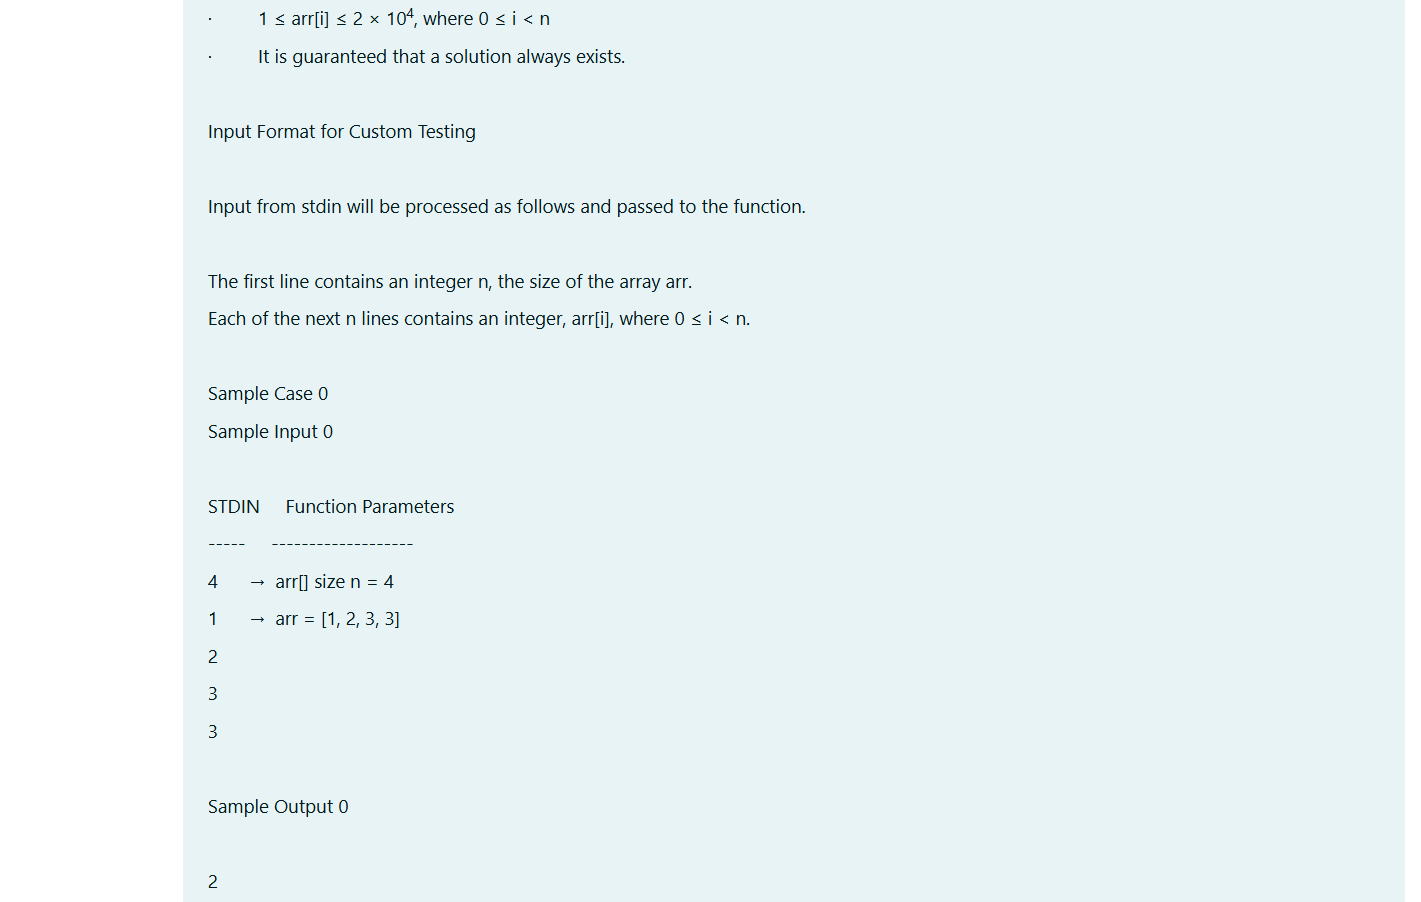 · 1 ≤ arr[i] ≤ 2 × 10⁴, where 0 ≤ i < n
· It is guaranteed that a solution always exists.
Input Format for Custom Testing
Input from stdin will be processed as follows and passed to the function.
The first line contains an integer n, the size of the array arr.
Each of the next n lines contains an integer, arr[i], where 0 ≤ i < n.
Sample Case 0
Sample Input 0
STDIN Function Parameters
----- -------------------
4 → arr[] size n = 4
1 → arr = [1, 2, 3, 3]
2
3
3
Sample Output 0
2